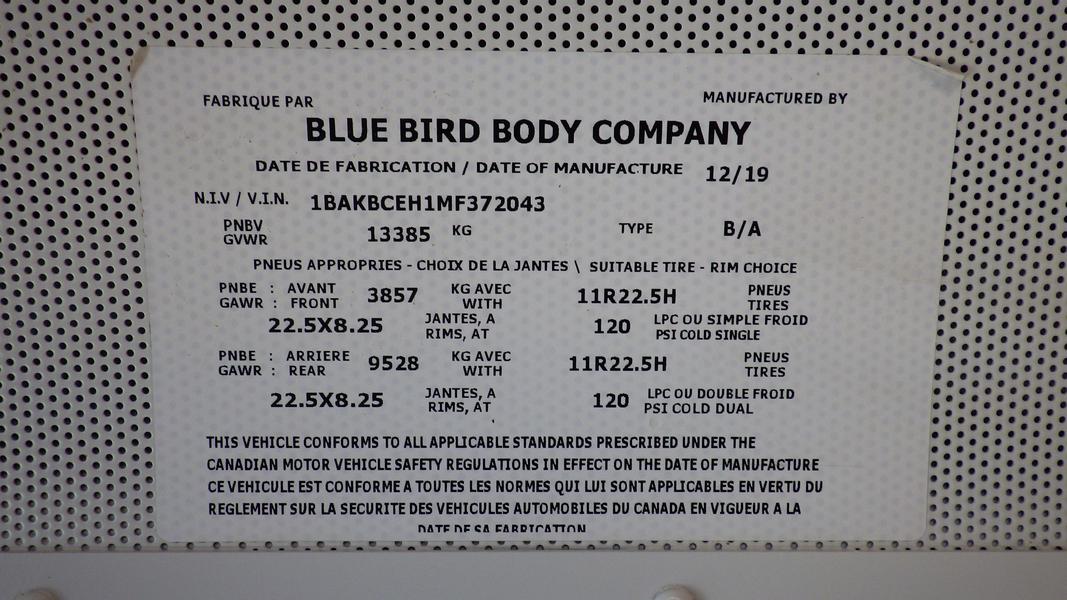 FABRIQUE PAR MANUFACTURED BY
BLUE BIRD BODY COMPANY
DATE DE FABRICATION / DATE OF MANUFACTURE 12/19
N.I.V / V.I.N. 1BAKBCEH1MF372043
PNBV
GVWR 13385 KG TYPE B/A
PNEUS APPROPRIES - CHOIX DE LA JANTES \ SUITABLE TIRE - RIM CHOICE
PNBE : AVANT 3857 KG AVEC 11R22.5H PNEUS
GAWR : FRONT WITH TIRES
22.5X8.25 JANTES, A 120 LPC OU SIMPLE FROID
RIMS, AT PSI COLD SINGLE
PNBE : ARRIERE 9528 KG AVEC 11R22.5H PNEUS
GAWR : REAR WITH TIRES
22.5X8.25 JANTES, A 120 LPC OU DOUBLE FROID
RIMS, AT PSI COLD DUAL
THIS VEHICLE CONFORMS TO ALL APPLICABLE STANDARDS PRESCRIBED UNDER THE
CANADIAN MOTOR VEHICLE SAFETY REGULATIONS IN EFFECT ON THE DATE OF MANUFACTURE
CE VEHICULE EST CONFORME A TOUTES LES NORMES QUI LUI SONT APPLICABLES EN VERTU DU
REGLEMENT SUR LA SECURITE DES VEHICULES AUTOMOBILES DU CANADA EN VIGUEUR A LA
DATE DE SA FABRICATION